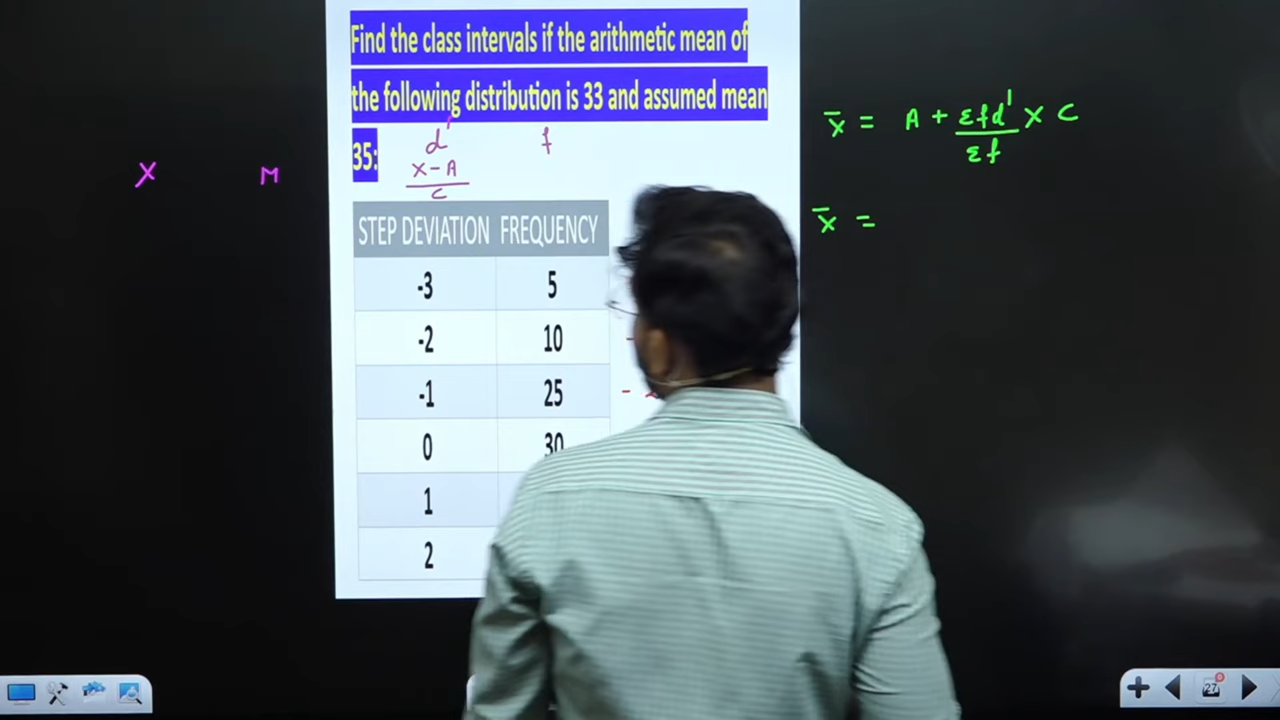 Find the class intervals if the arithmetic mean of
the following distribution is 33 and assumed mean
35:
d' f
X - A
C
X M
x̄ = A + Σfd' X C
Σf
x̄ =
STEP DEVIATION FREQUENCY
-3 5
-2 10
-1 25
0 30
1
2
27